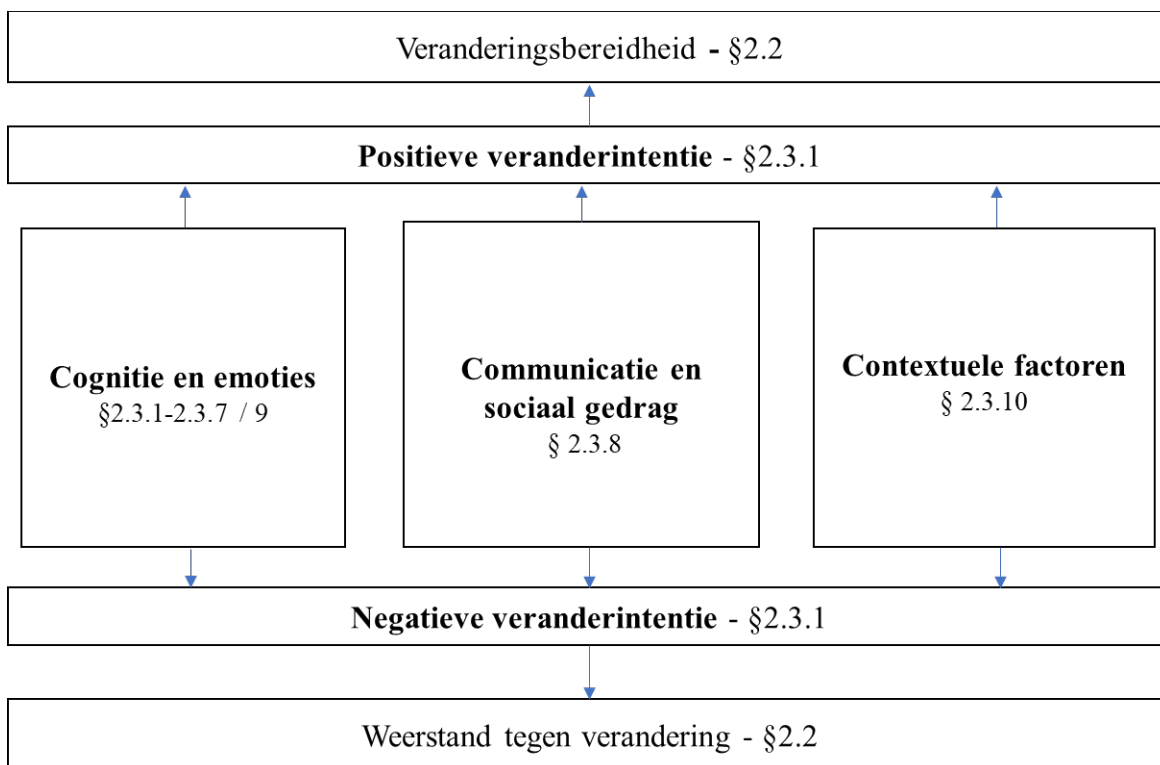 Veranderingsbereidheid - §2.2
Positieve veranderintentie - §2.3.1
Cognitie en emoties
§2.3.1-2.3.7 / 9
Communicatie en
sociaal gedrag
§ 2.3.8
Contextuele factoren
§ 2.3.10
Negatieve veranderintentie - §2.3.1
Weerstand tegen verandering - §2.2